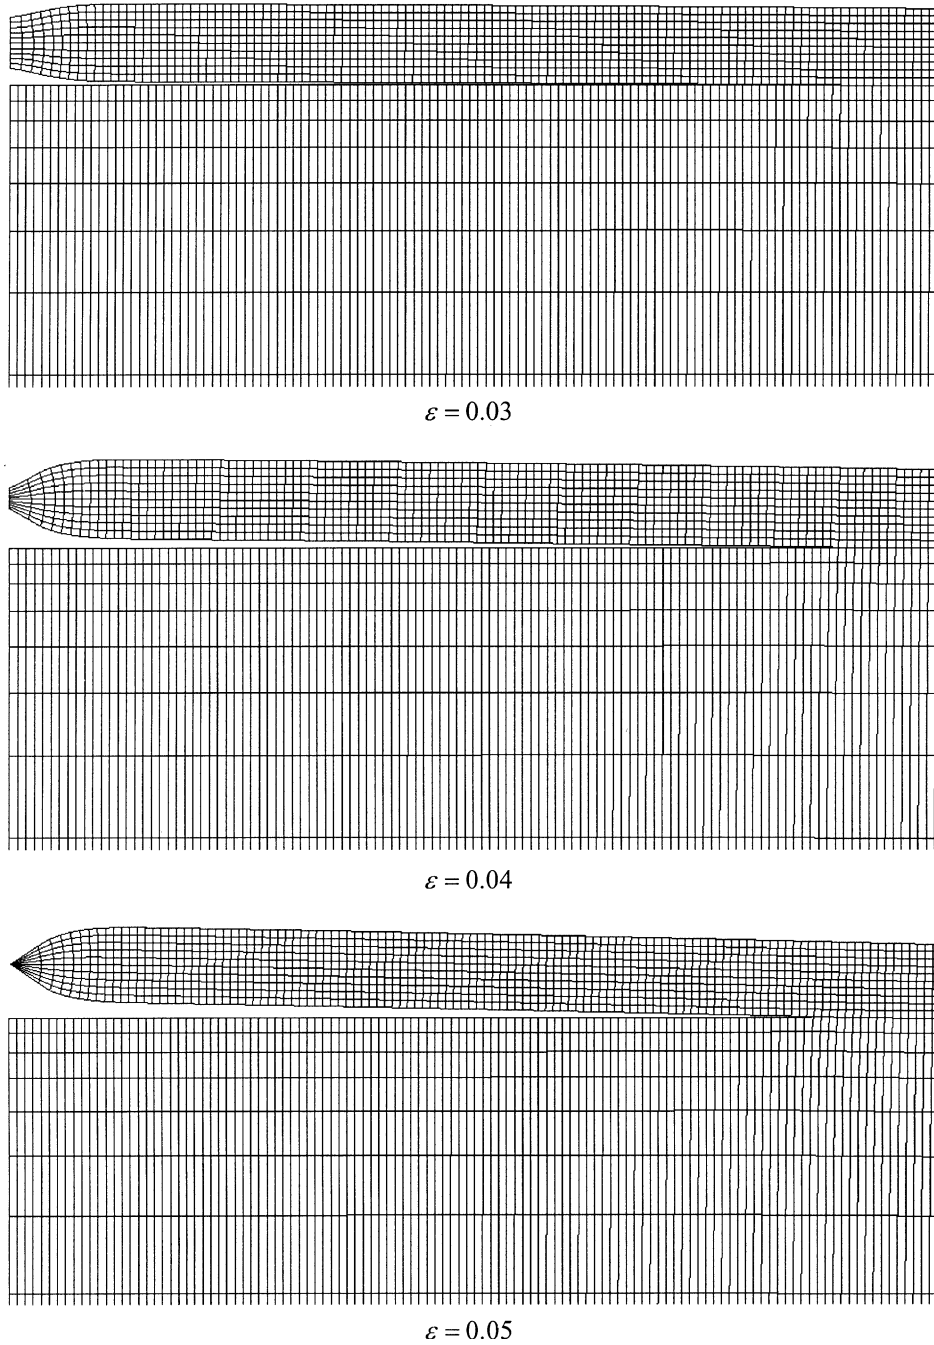 ε = 0.03
ε = 0.04
ε = 0.05